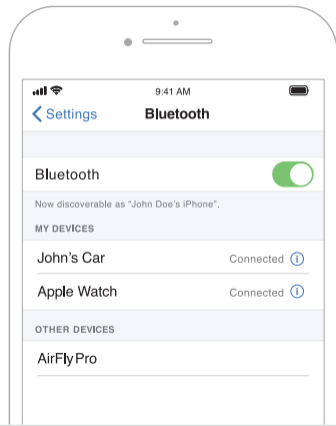 9:41 AM
Settings
Bluetooth
Bluetooth
Now discoverable as “John Doe's iPhone”.
MY DEVICES
John's Car Connected
Apple Watch Connected
OTHER DEVICES
AirFly Pro